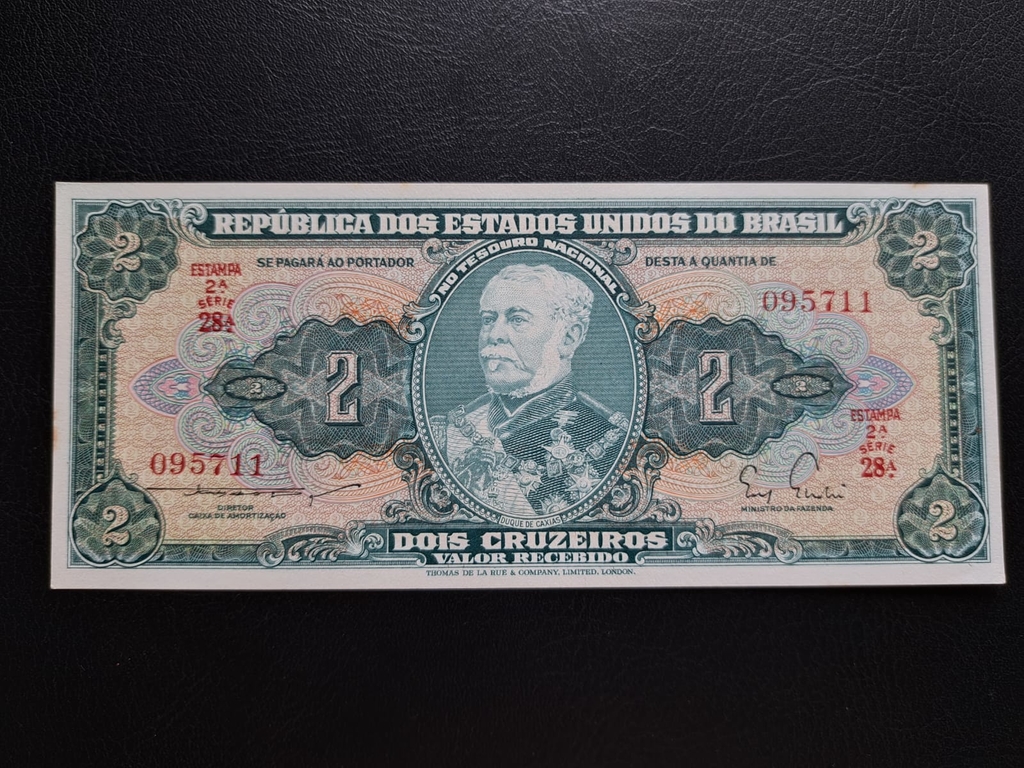 REPÚBLICA DOS ESTADOS UNIDOS DO BRASIL
2
2
NO TESOURO NACIONAL
SE PAGARÁ AO PORTADOR
DESTA A QUANTIA DE
ESTAMPA
2ª
SÉRIE
28ª
095711
2
2
2
2
095711
ESTAMPA
2ª
SÉRIE
28ª
DIRETOR
CAIXA DE AMORTIZAÇÃO
MINISTRO DA FAZENDA
2
2
DUQUE DE CAXIAS
DOIS CRUZEIROS
VALOR RECEBIDO
THOMAS DE LA RUE & COMPANY, LIMITED, LONDON.